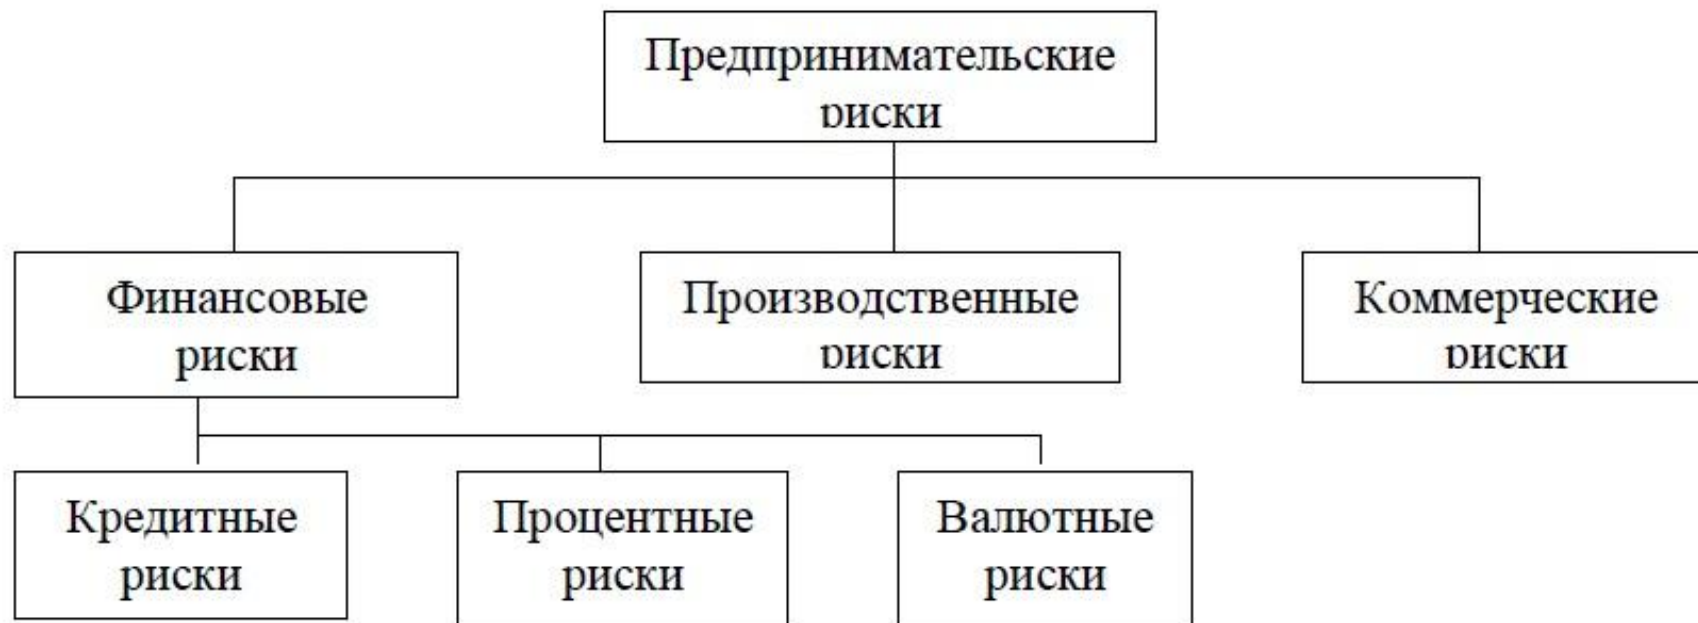 Предпринимательские
риски
Финансовые
риски
Производственные
риски
Коммерческие
риски
Кредитные
риски
Процентные
риски
Валютные
риски